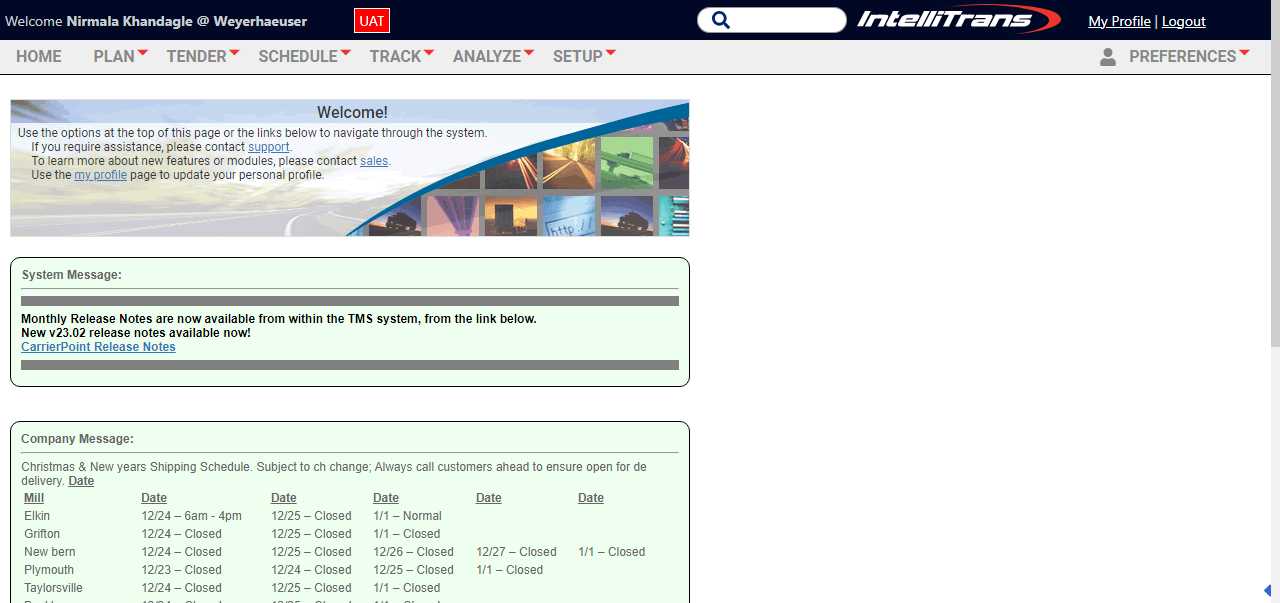 Welcome Nirmala Khandagle @ Weyerhaeuser UAT INTELLITRANS My Profile | Logout
HOME PLAN TENDER SCHEDULE TRACK ANALYZE SETUP PREFERENCES
Welcome!
Use the options at the top of this page or the links below to navigate through the system.
If you require assistance, please contact support.
To learn more about new features or modules, please contact sales.
Use the my profile page to update your personal profile.
http://
System Message:
Monthly Release Notes are now available from within the TMS system, from the link below.
New v23.02 release notes available now!
CarrierPoint Release Notes
Company Message:
Christmas & New years Shipping Schedule. Subject to ch change; Always call customers ahead to ensure open for de
delivery. Date
Mill Date Date Date Date Date
Elkin 12/24 – 6am - 4pm 12/25 – Closed 1/1 – Normal
Grifton 12/24 – Closed 12/25 – Closed 1/1 – Closed
New bern 12/24 – Closed 12/25 – Closed 12/26 – Closed 12/27 – Closed 1/1 – Closed
Plymouth 12/23 – Closed 12/24 – Closed 12/25 – Closed 1/1 – Closed
Taylorsville 12/24 – Closed 12/25 – Closed 1/1 – Closed